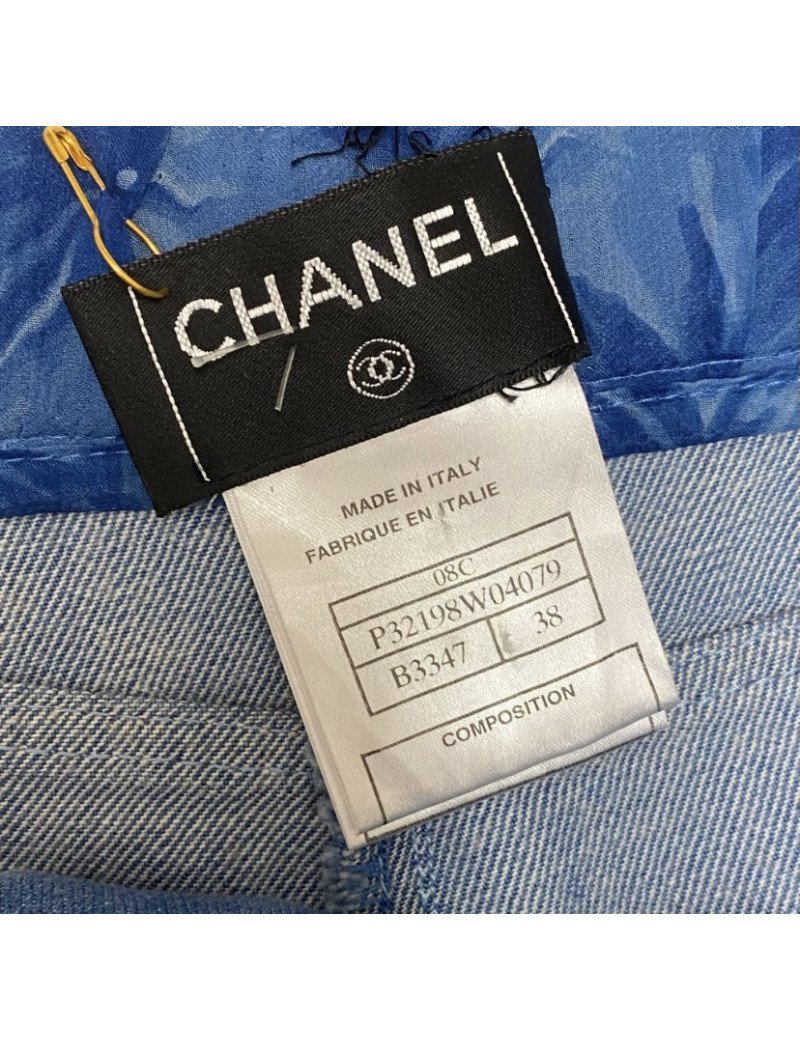 CHANEL
MADE IN ITALY
FABRIQUE EN ITALIE
08C
P32198W04079
B3347 38
COMPOSITION